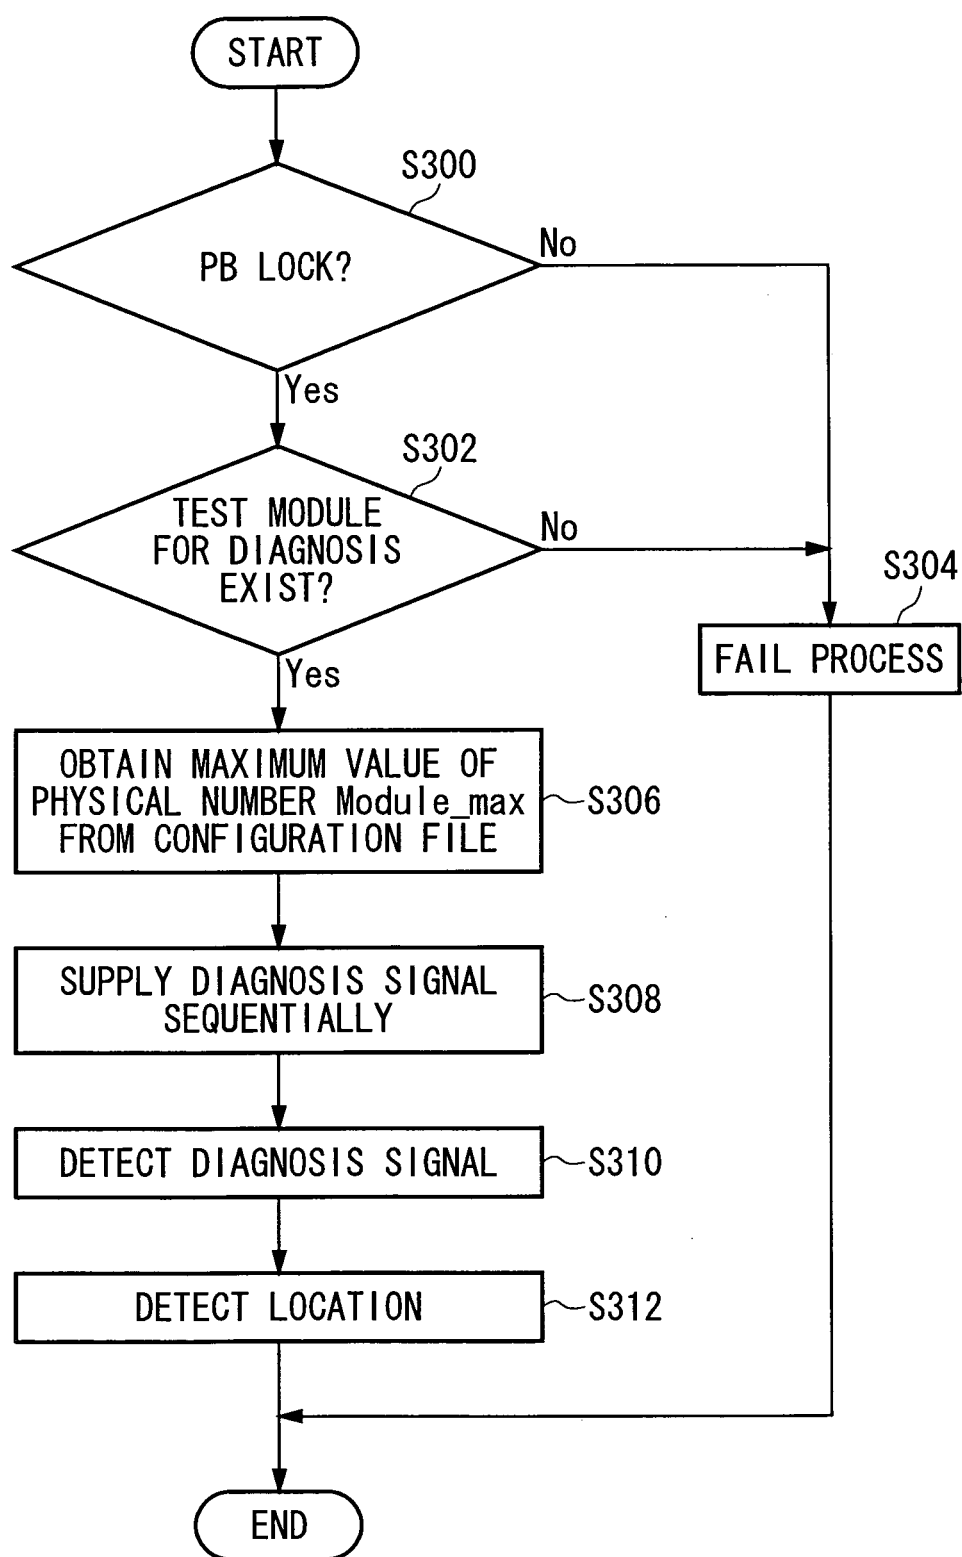 START
S300
PB LOCK?
No
Yes
S302
TEST MODULE
FOR DIAGNOSIS
EXIST?
No
S304
FAIL PROCESS
Yes
OBTAIN MAXIMUM VALUE OF
PHYSICAL NUMBER Module_max
FROM CONFIGURATION FILE
S306
SUPPLY DIAGNOSIS SIGNAL
SEQUENTIALLY
S308
DETECT DIAGNOSIS SIGNAL
S310
DETECT LOCATION
S312
END